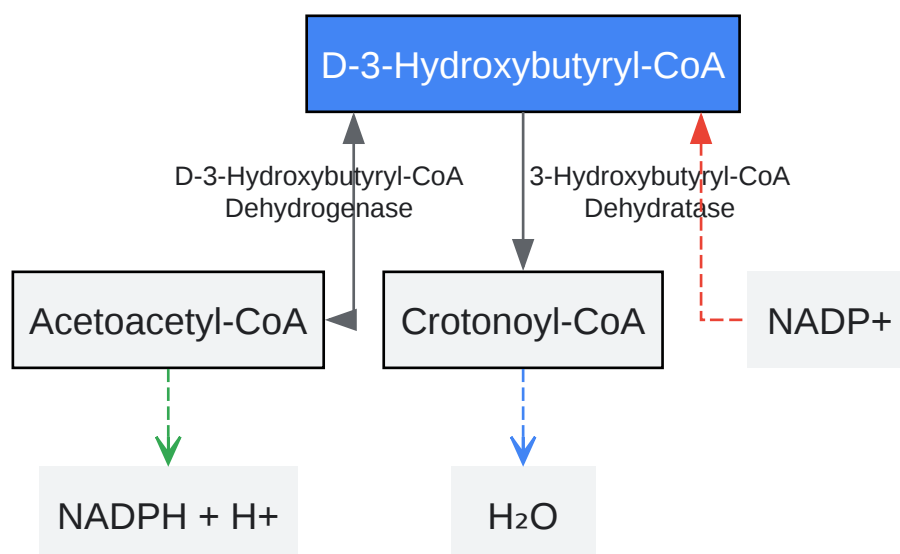 D-3-Hydroxybutyryl-CoA
D-3-Hydroxybutyryl-CoA
Dehydrogenase
3-Hydroxybutyryl-CoA
Dehydratase
Acetoacetyl-CoA
Crotonoyl-CoA
NADP+
NADPH + H+
H₂O